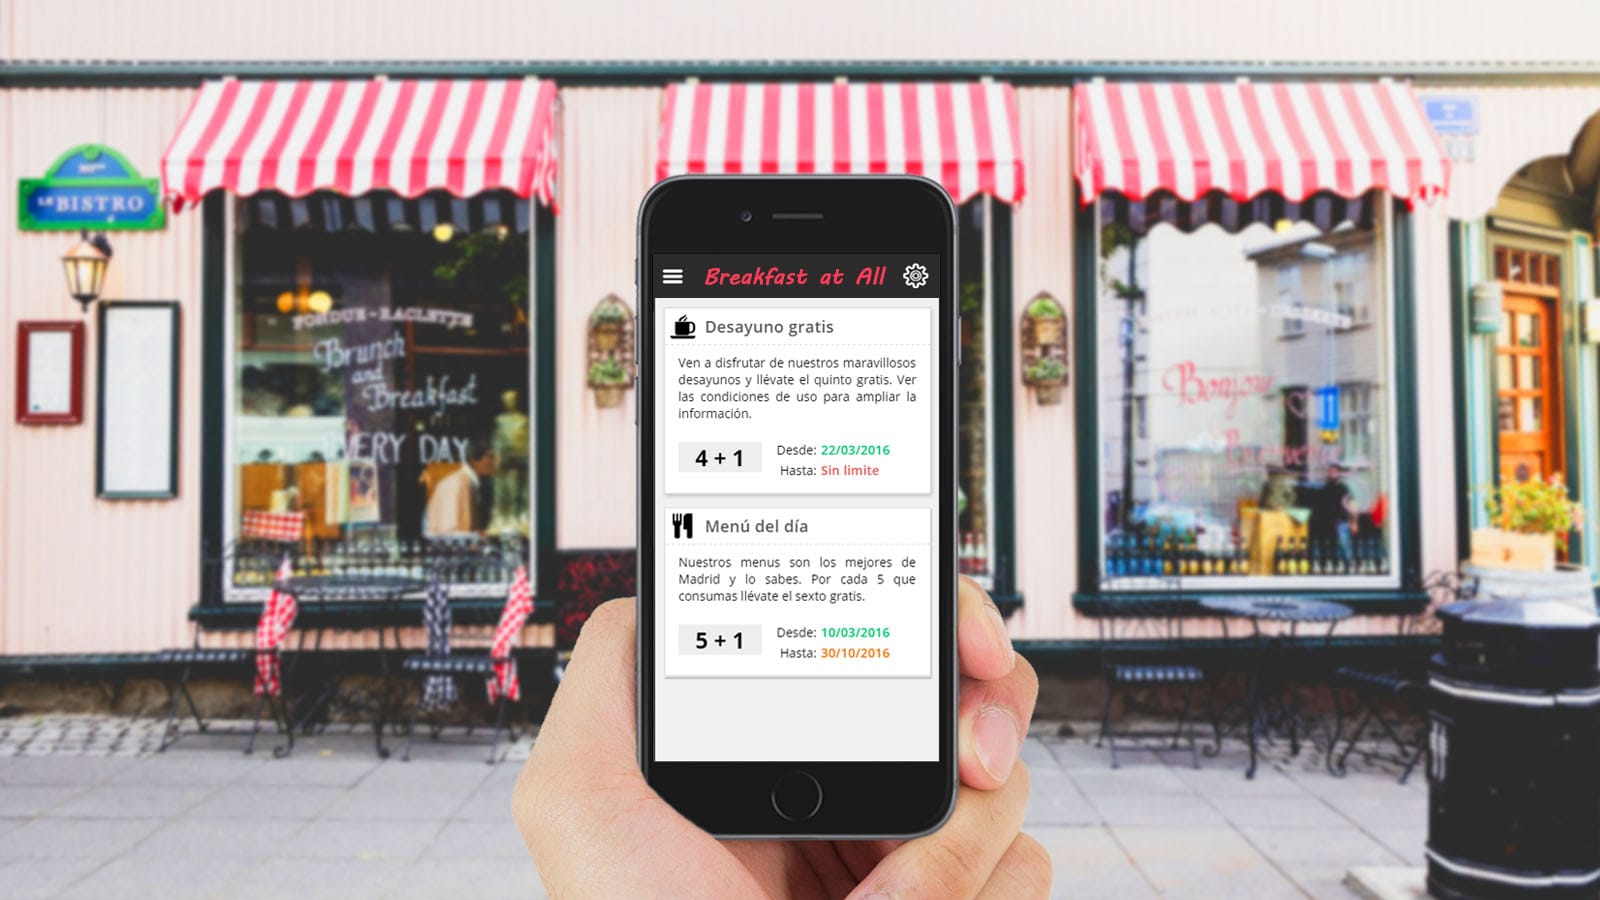 LE BISTRO
FONDUE - RACLETTE
Brunch
and
Breakfast
EVERY DAY
Bonjour
Breakfast at All
Desayuno gratis
Ven a disfrutar de nuestros maravillosos
desayunos y llévate el quinto gratis. Ver
las condiciones de uso para ampliar la
información.
4 + 1
Desde: 22/03/2016
Hasta: Sin limite
Menú del día
Nuestros menus son los mejores de
Madrid y lo sabes. Por cada 5 que
consumas llévate el sexto gratis.
5 + 1
Desde: 10/03/2016
Hasta: 30/10/2016